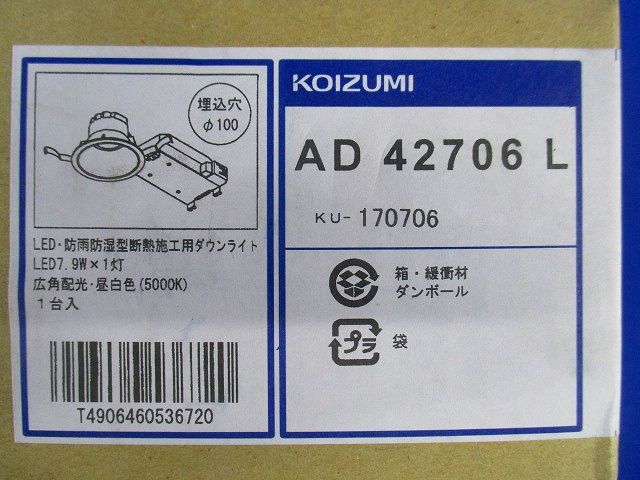 埋込穴
φ100
LED・防雨防湿型断熱施工用ダウンライト
LED7.9W×1灯
広角配光・昼白色(5000K)
1台入
T4906460536720
KOIZUMI
AD 42706 L
KU-170706
箱・緩衝材
ダンボール
プラ
袋